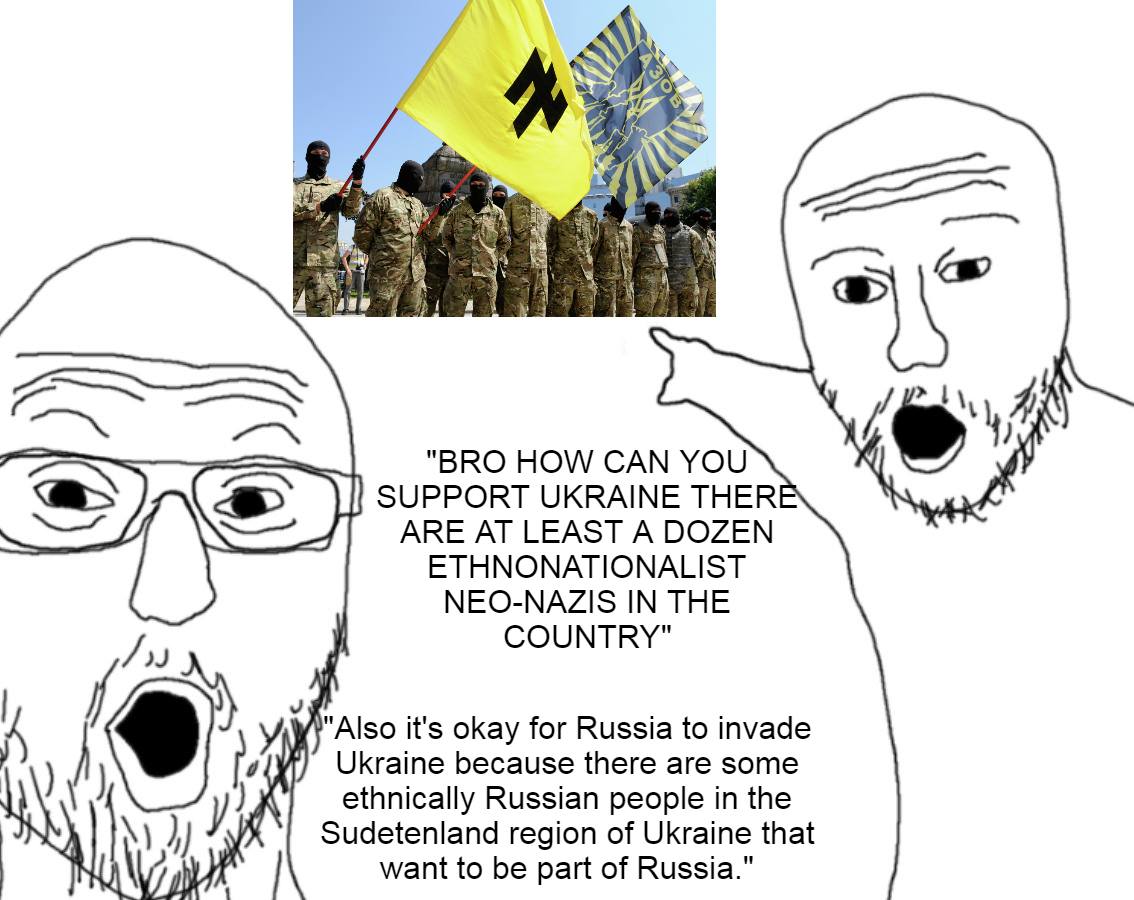 АЗОВ
"BRO HOW CAN YOU
SUPPORT UKRAINE THERE
ARE AT LEAST A DOZEN
ETHNONATIONALIST
NEO-NAZIS IN THE
COUNTRY"
"Also it's okay for Russia to invade
Ukraine because there are some
ethnically Russian people in the
Sudetenland region of Ukraine that
want to be part of Russia."